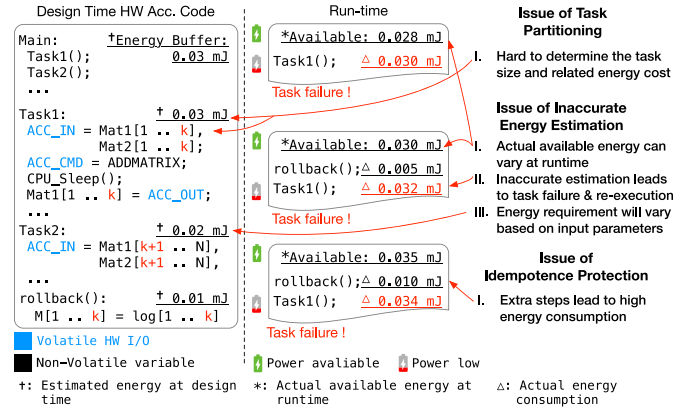 Design Time HW Acc. Code
Main: †Energy Buffer:
Task1(); 0.03 mJ
Task2();
...
Task1: † 0.03 mJ
ACC_IN = Mat1[1 .. k],
Mat2[1 .. k];
ACC_CMD = ADDMATRIX;
CPU_Sleep();
Mat1[1 .. k] = ACC_OUT;
...
Task2: † 0.02 mJ
ACC_IN = Mat1[k+1 .. N],
Mat2[k+1 .. N],
...
rollback(): † 0.01 mJ
M[1 .. k] = log[1 .. k]
Volatile HW I/O
Non-Volatile variable
†: Estimated energy at design
time
Run-time
*Available: 0.028 mJ
Task1(); △ 0.030 mJ
Task failure !
*Available: 0.030 mJ
rollback();△ 0.005 mJ
Task1(); △ 0.032 mJ
Task failure !
*Available: 0.035 mJ
rollback();△ 0.010 mJ
Task1(); △ 0.034 mJ
Task failure !
Power avaliable
Power low
*: Actual available energy at
runtime
△: Actual energy
consumption
Issue of Task
Partitioning
I. Hard to determine the task
size and related energy cost
Issue of Inaccurate
Energy Estimation
I. Actual available energy can
vary at runtime
II. Inaccurate estimation leads
to task failure & re-execution
III. Energy requirement will vary
based on input parameters
Issue of
Idempotence Protection
I. Extra steps lead to high
energy consumption